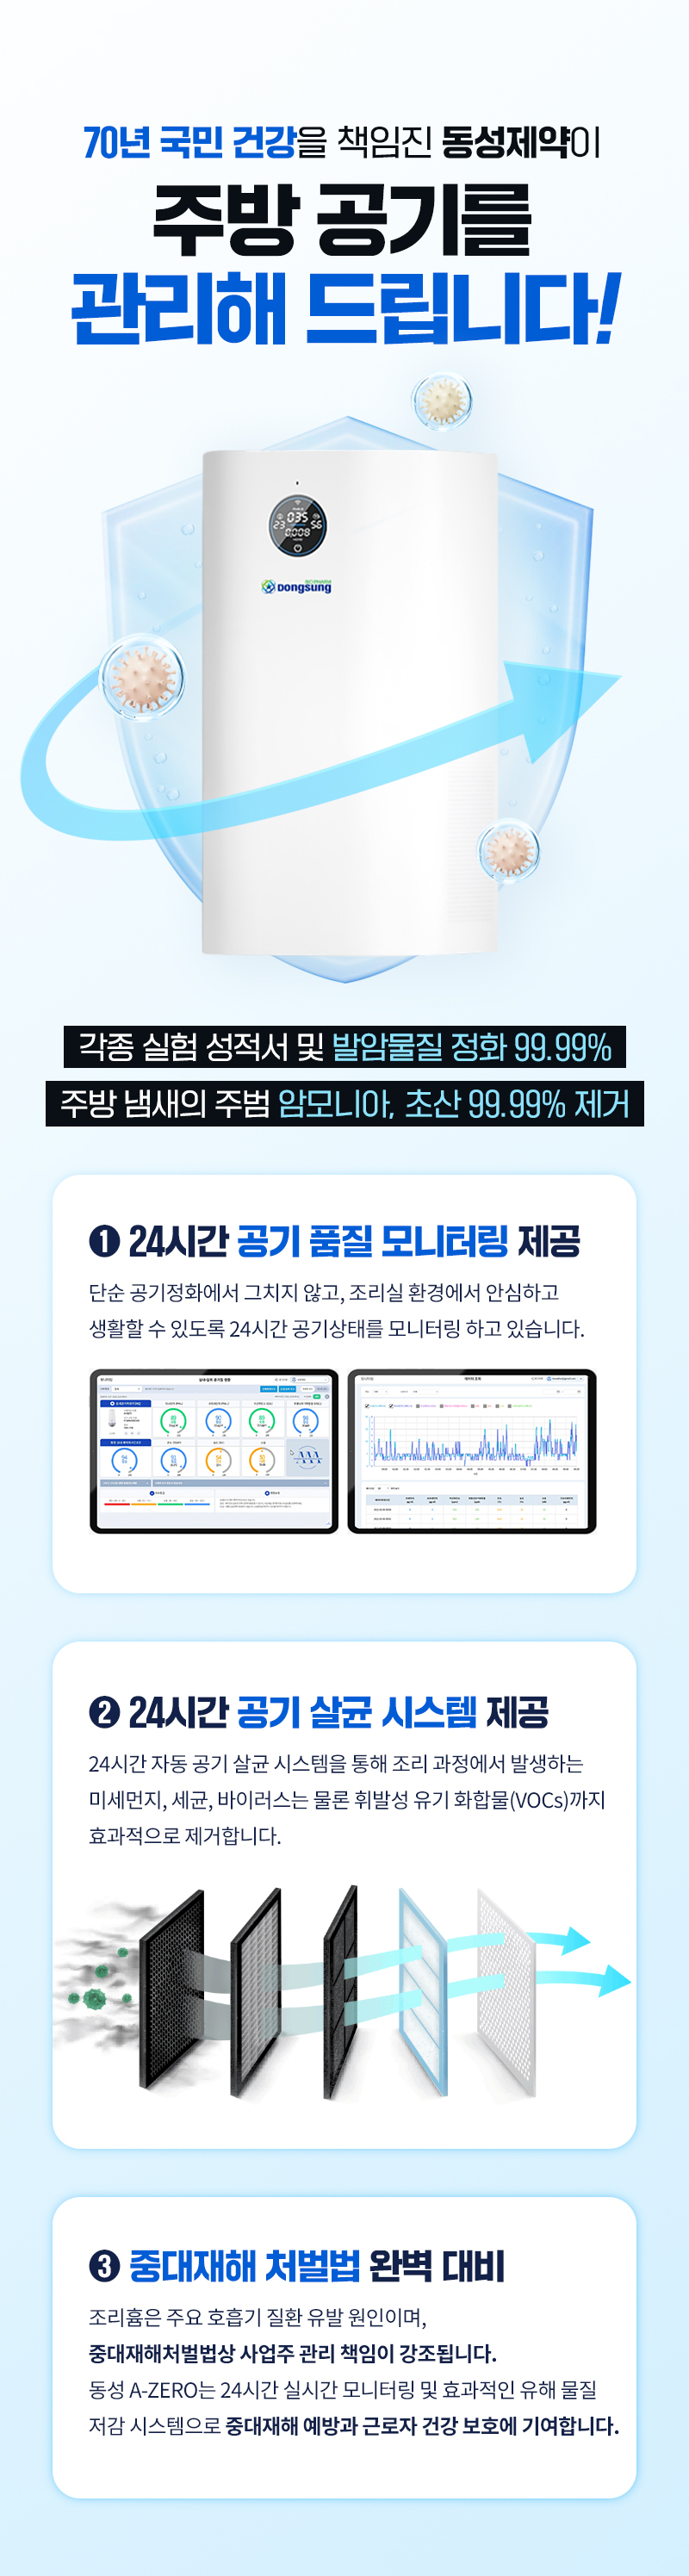 70년 국민 건강을 책임진 동성제약이
주방 공기를
관리해 드립니다!
035
23
56
0.008
BIO PHARM
Dongsung
각종 실험 성적서 및 발암물질 정화 99.99%
주방 냄새의 주범 암모니아, 초산 99.99% 제거
❶ 24시간 공기 품질 모니터링 제공
단순 공기정화에서 그치지 않고, 조리실 환경에서 안심하고
생활할 수 있도록 24시간 공기상태를 모니터링 하고 있습니다.
❷ 24시간 공기 살균 시스템 제공
24시간 자동 공기 살균 시스템을 통해 조리 과정에서 발생하는
미세먼지, 세균, 바이러스는 물론 휘발성 유기 화합물(VOCs)까지
효과적으로 제거합니다.
❸ 중대재해 처벌법 완벽 대비
조리흄은 주요 호흡기 질환 유발 원인이며,
중대재해처벌법상 사업주 관리 책임이 강조됩니다.
동성 A-ZERO는 24시간 실시간 모니터링 및 효과적인 유해 물질
저감 시스템으로 중대재해 예방과 근로자 건강 보호에 기여합니다.